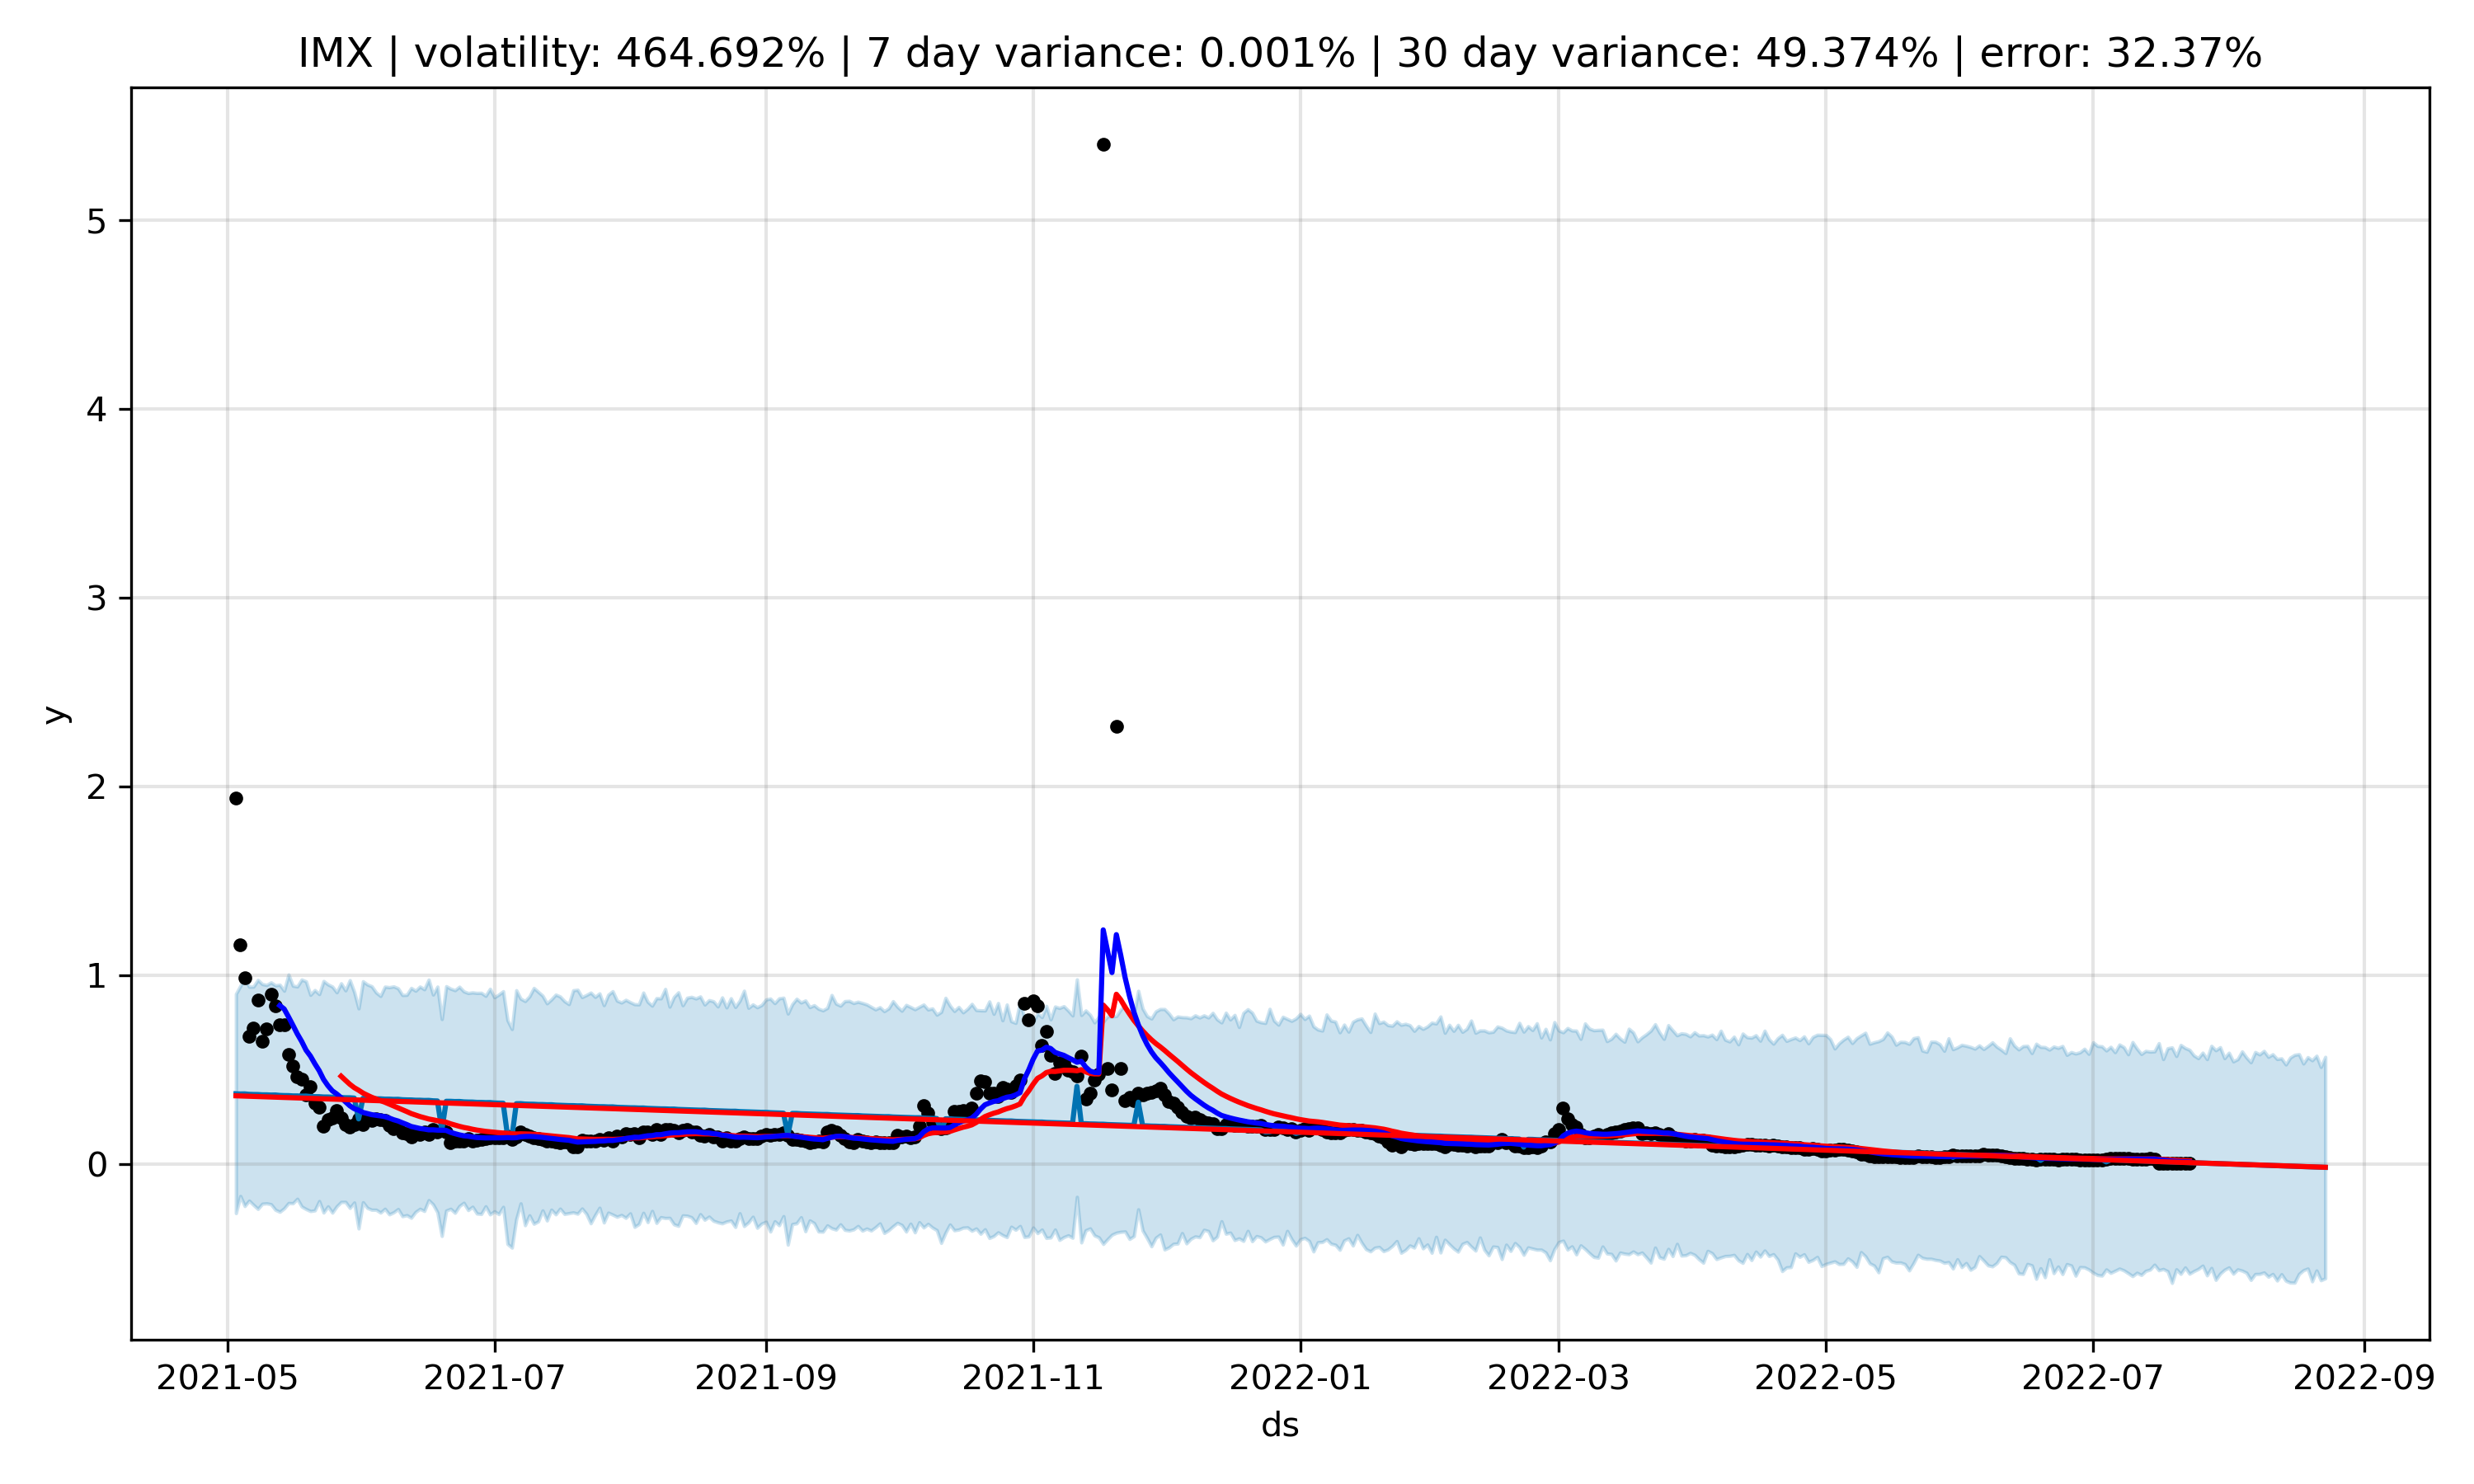 IMX | volatility: 464.692% | 7 day variance: 0.001% | 30 day variance: 49.374% | error: 32.37%
5
4
3
2
1
0
y
2021-05 2021-07 2021-09 2021-11 2022-01 2022-03 2022-05 2022-07 2022-09
ds